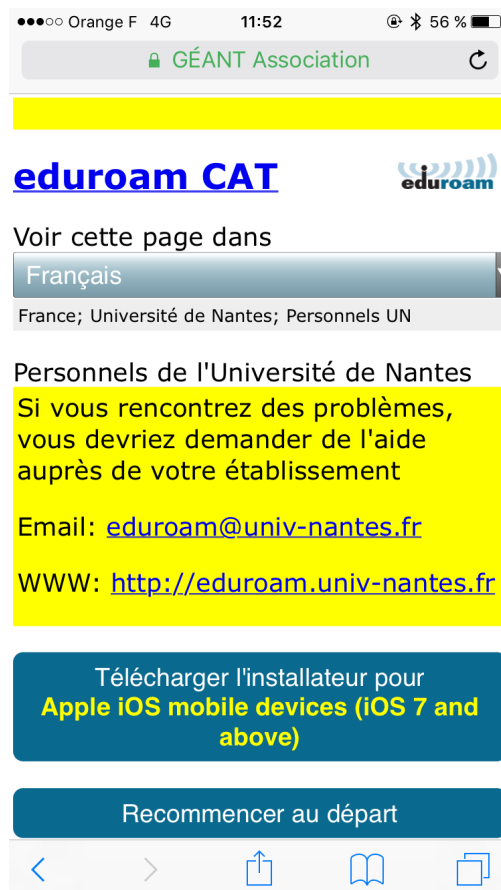 Orange F 4G 11:52 56 %
GÉANT Association
eduroam CAT
eduroam
Voir cette page dans
Français
France; Université de Nantes; Personnels UN
Personnels de l'Université de Nantes
Si vous rencontrez des problèmes,
vous devriez demander de l'aide
auprès de votre établissement
Email: eduroam@univ-nantes.fr
WWW: http://eduroam.univ-nantes.fr
Télécharger l'installateur pour
Apple iOS mobile devices (iOS 7 and
above)
Recommencer au départ